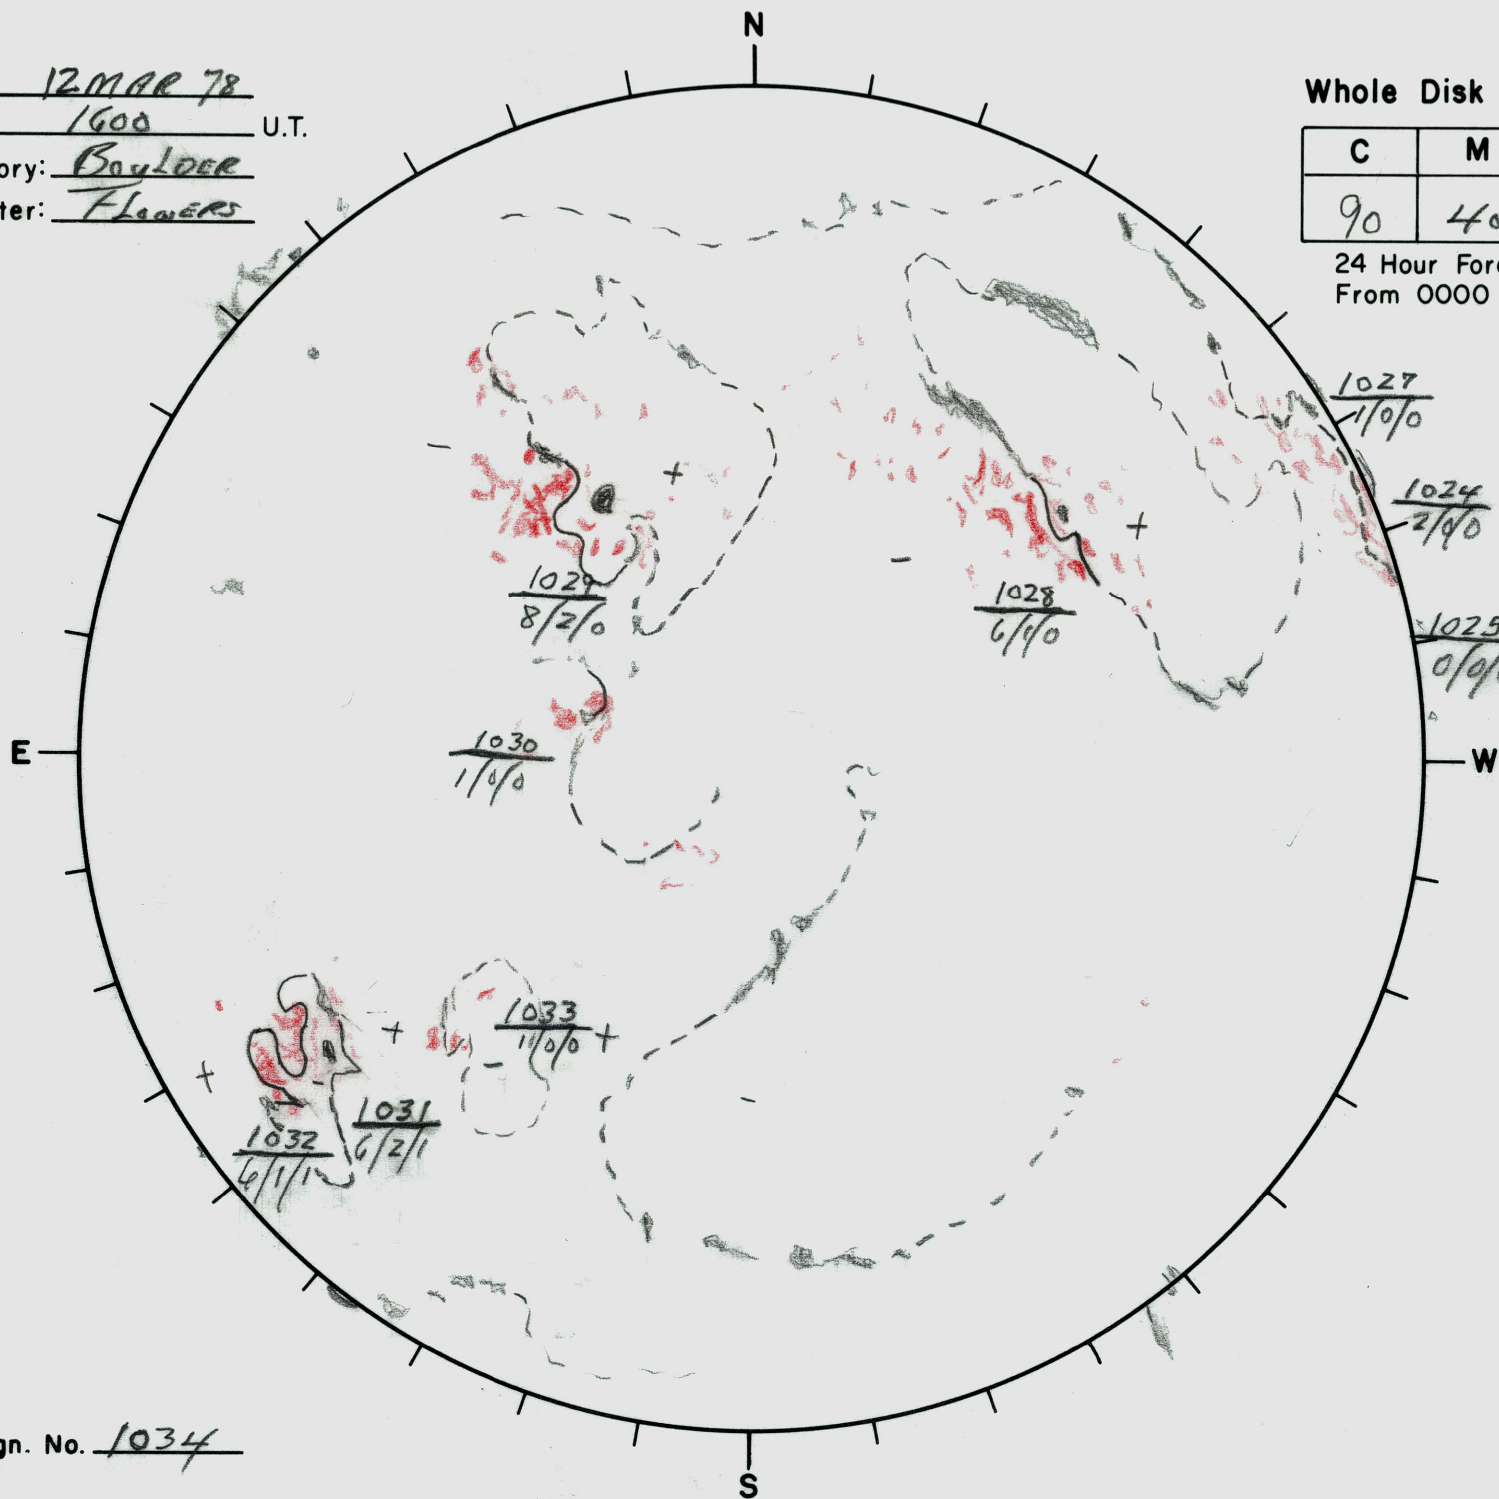 N
12 MAR 78
1600 U.T.
ory: BOULDER
ter: FLOWERS
Whole Disk
C M
90 40
24 Hour Fore
From 0000
1027
1/0/0
1024
2/0/0
1029
8/2/0
1028
6/1/0
1025
0/0/
1030
1/0/0
E
W
+
-
+
-
+
+
+
-
-
1033
1/0/0
1031
6/2/1
1032
6/1/1
gn. No. 1034
S